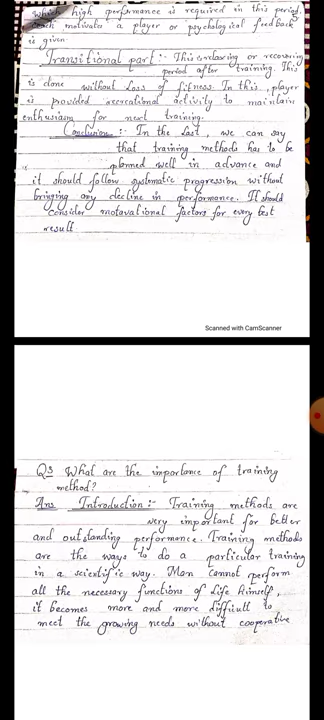 which high performance is required in this period.
coach motivates a player or psychological feedback
is given.
Transitional part :- This unclearing or recovering
period after training. This
is done without Loss of fitness. In this, player
is provided recreational activity to maintain
enthusiasm for next training.
Conclusion :- In the Last, we can say
that training methods has to be
planned well in advance and
it should follow systematic progression without
bringing any decline in performance. It should
consider motavational factors for every best
result
Scanned with CamScanner
Q3 What are the importance of training
method?
Ans. Introduction :- Training methods are
very important for better
and outstanding performance. Training methods
are the ways to do a particular training
in a scientific way. Man cannot perform
all the necessary functions of Life himself,
it becomes more and more difficult to
meet the growing needs without cooperative